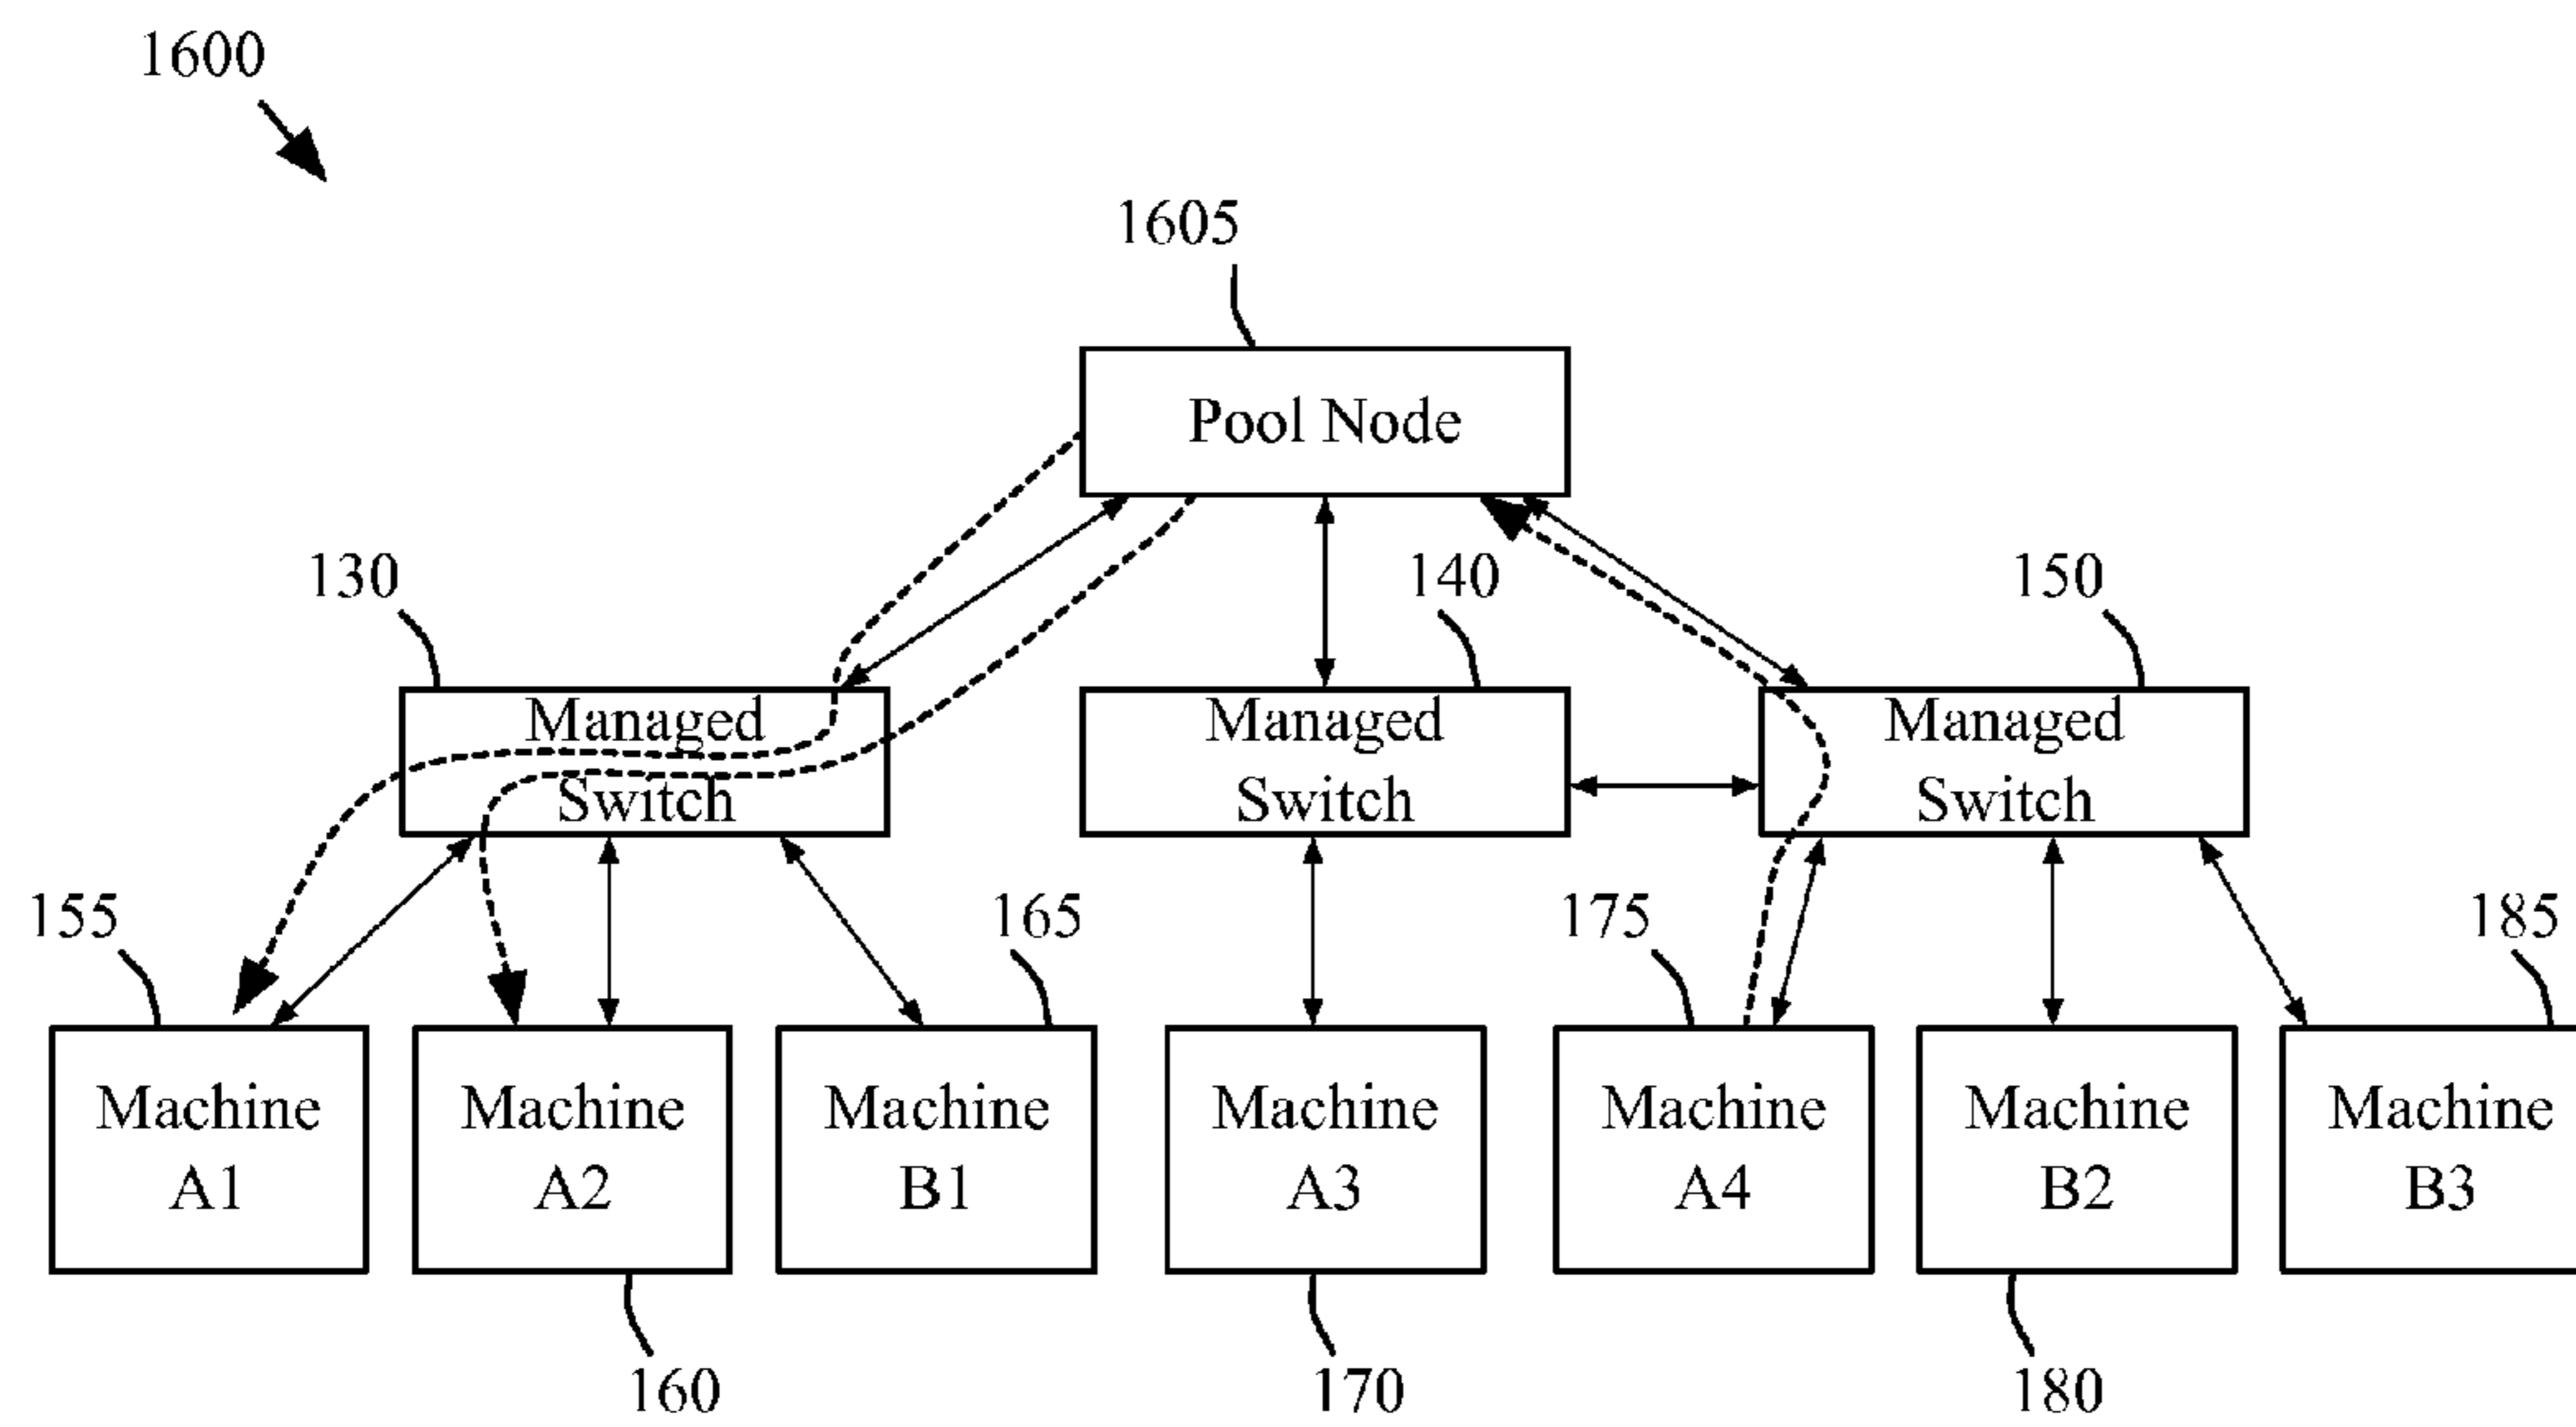 1600
1605
Pool Node
130
140
150
Managed
Switch
Managed
Switch
Managed
Switch
155
165
175
185
Machine
A1
Machine
A2
Machine
B1
Machine
A3
Machine
A4
Machine
B2
Machine
B3
160
170
180